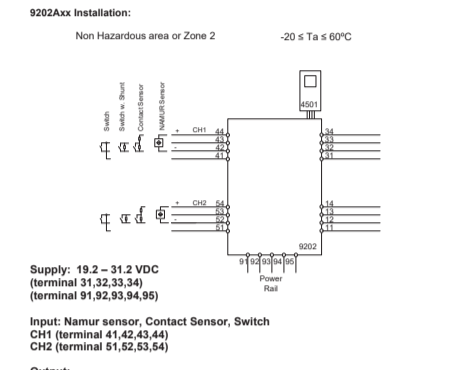 9202Axx Installation:
Non Hazardous area or Zone 2
-20 ≤ Ta ≤ 60ºC
4501
Switch
Switch w. Shunt
Contact Sensor
NAMUR Sensor
+ CH1 44
43
- 42
41
34
33
32
31
+ CH2 54
53
- 52
51
14
13
12
11
9202
91 92 93 94 95
Power
Rail
Supply: 19.2 – 31.2 VDC
(terminal 31,32,33,34)
(terminal 91,92,93,94,95)
Input: Namur sensor, Contact Sensor, Switch
CH1 (terminal 41,42,43,44)
CH2 (terminal 51,52,53,54)